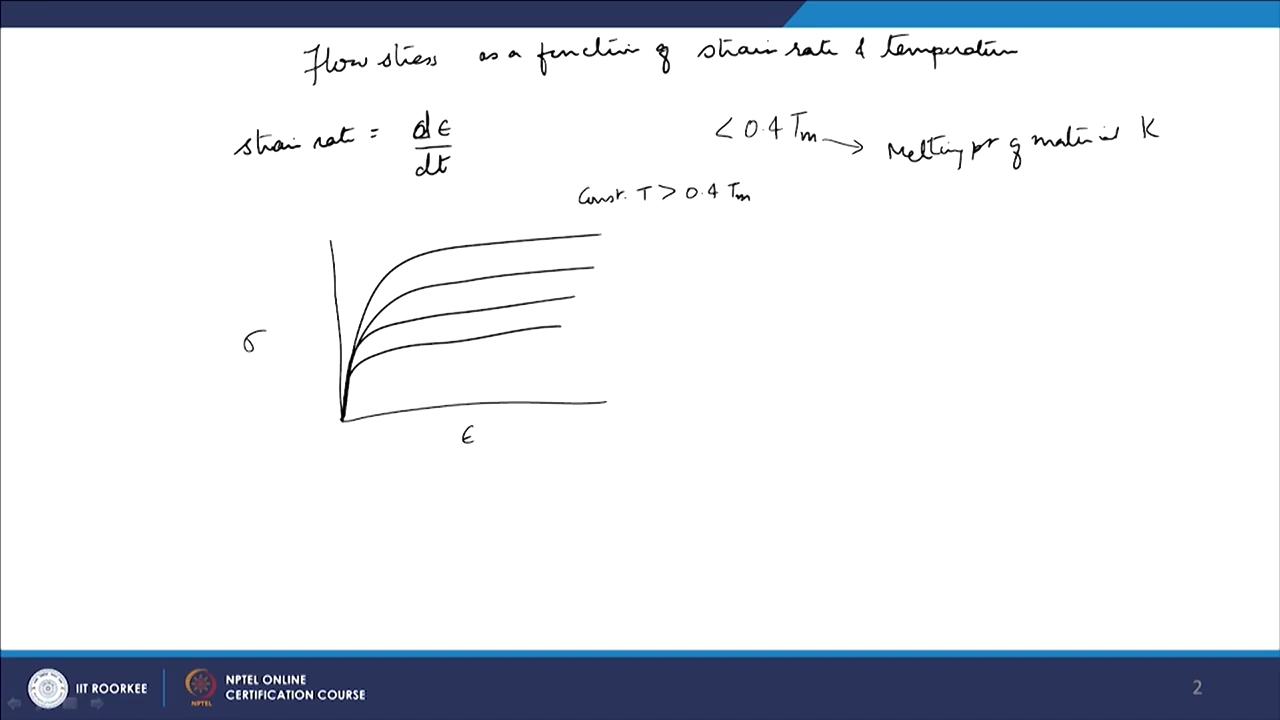 Flow stress as a function of strain rate & temperature
strain rate = dϵ/dt
< 0.4 Tm → Melting pt of material K
Const. T > 0.4 Tm
σ
ϵ
IIT ROORKEE
NPTEL ONLINE
CERTIFICATION COURSE
NPTEL
2